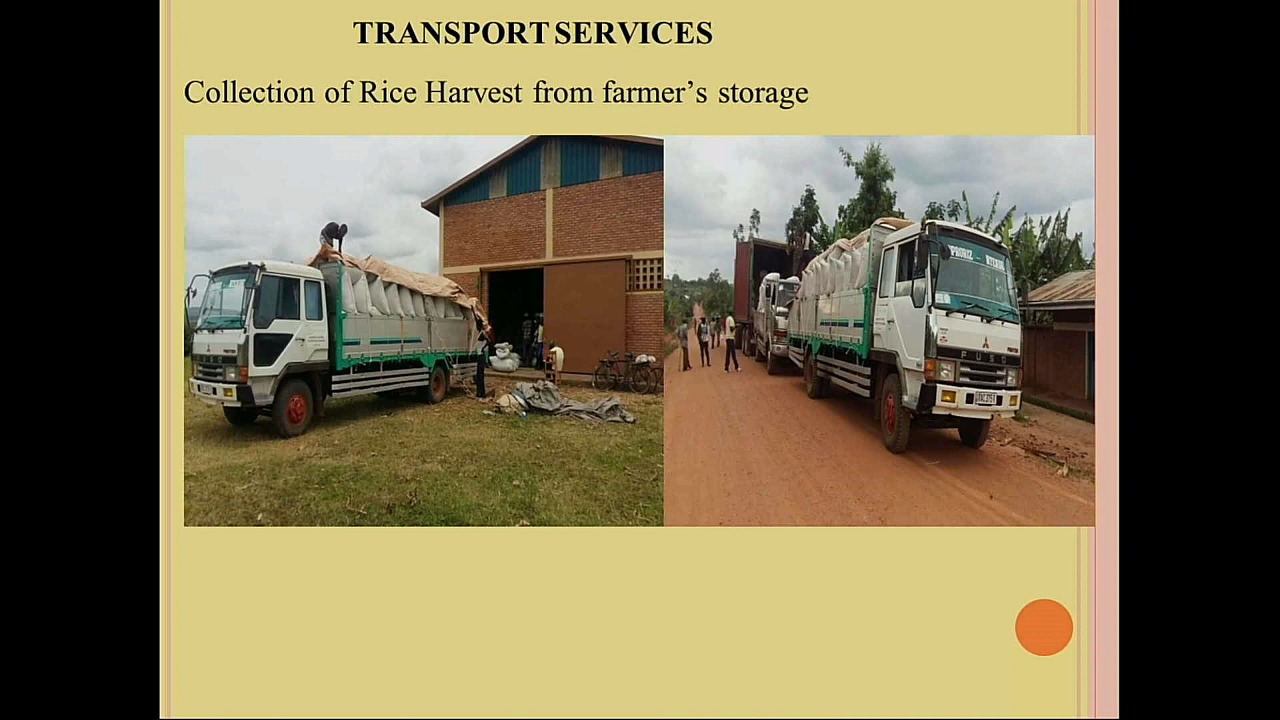 TRANSPORT SERVICES
Collection of Rice Harvest from farmer's storage
FUSO